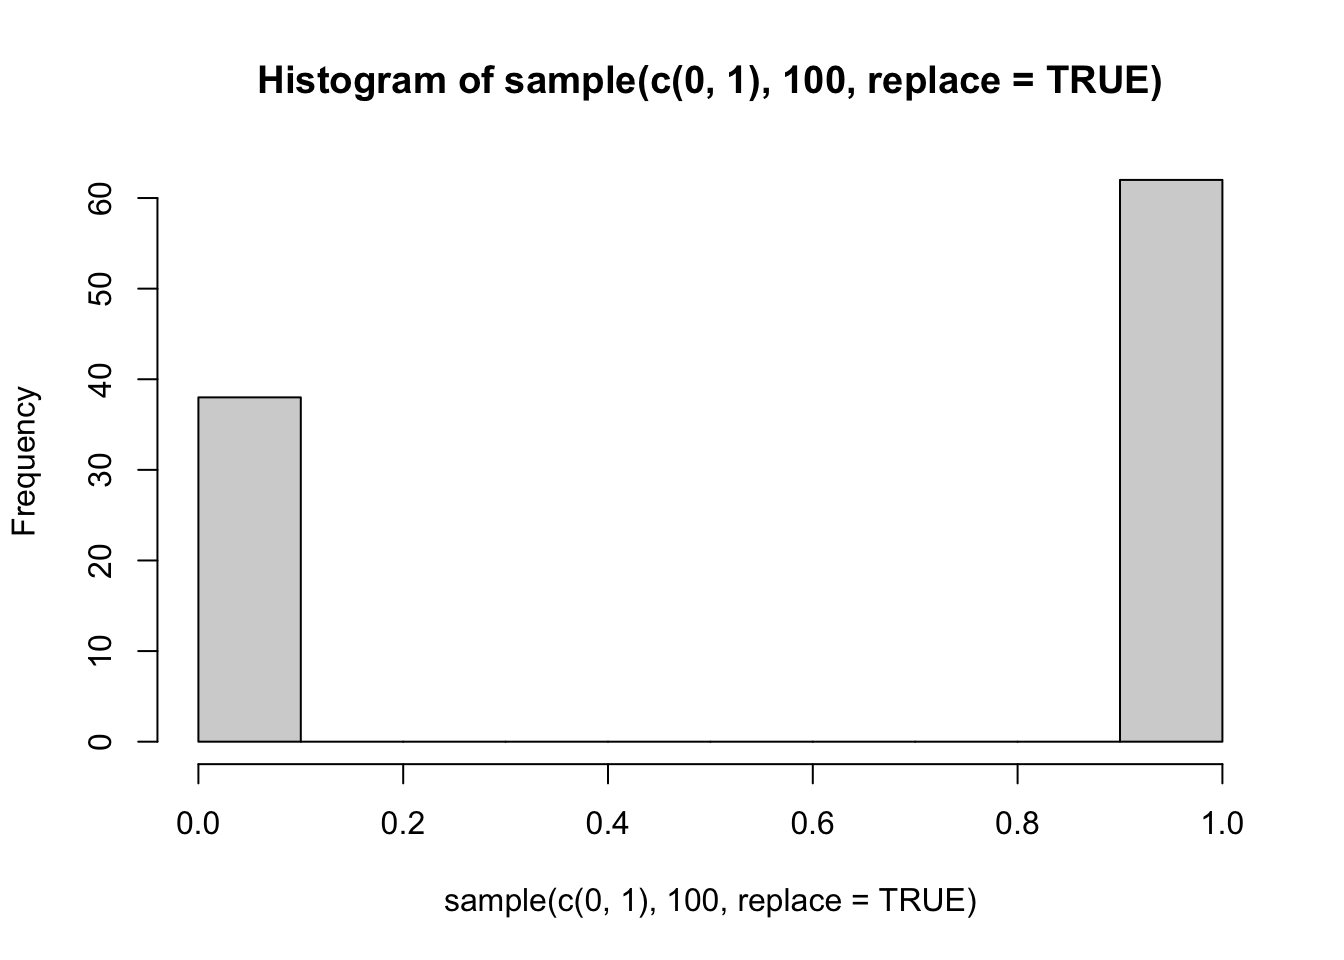 Histogram of sample(c(0, 1), 100, replace = TRUE)
Frequency
60
50
40
30
20
10
0
0.0 0.2 0.4 0.6 0.8 1.0
sample(c(0, 1), 100, replace = TRUE)